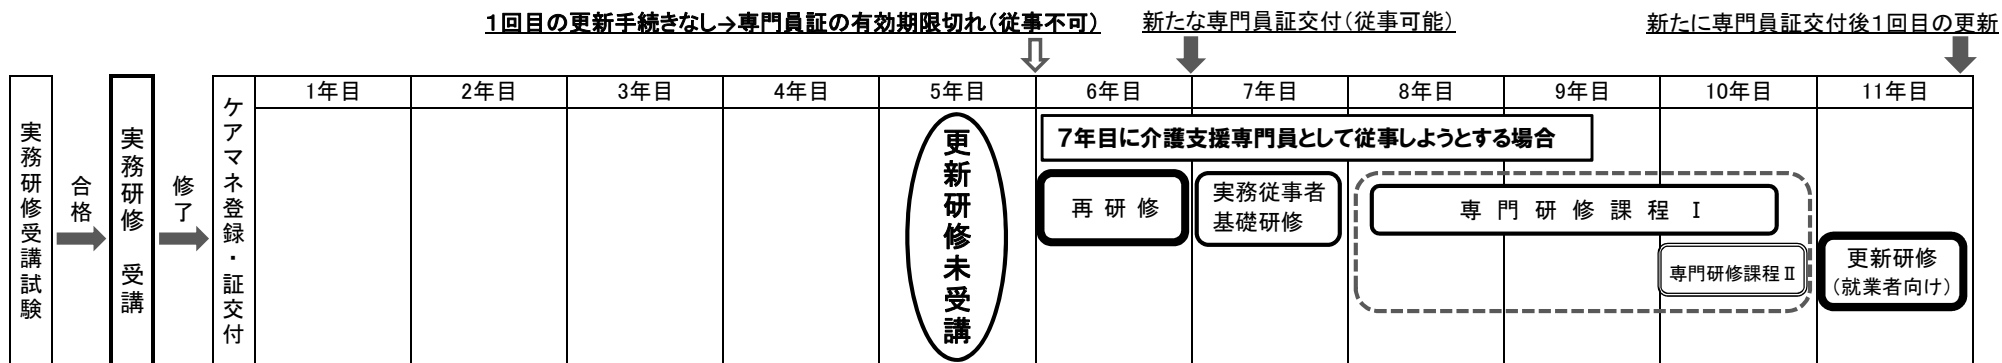 1回目の更新手続きなし→専門員証の有効期限切れ(従事不可)
新たな専門員証交付(従事可能)
新たに専門員証交付後1回目の更新
実務研修受講試験
合格
実務研修 受講
修了
ケアマネ登録・証交付
1年目
2年目
3年目
4年目
5年目
6年目
7年目
8年目
9年目
10年目
11年目
更新研修未受講
7年目に介護支援専門員として従事しようとする場合
再研修
実務従事者
基礎研修
専門研修課程Ⅰ
専門研修課程Ⅱ
更新研修
(就業者向け)